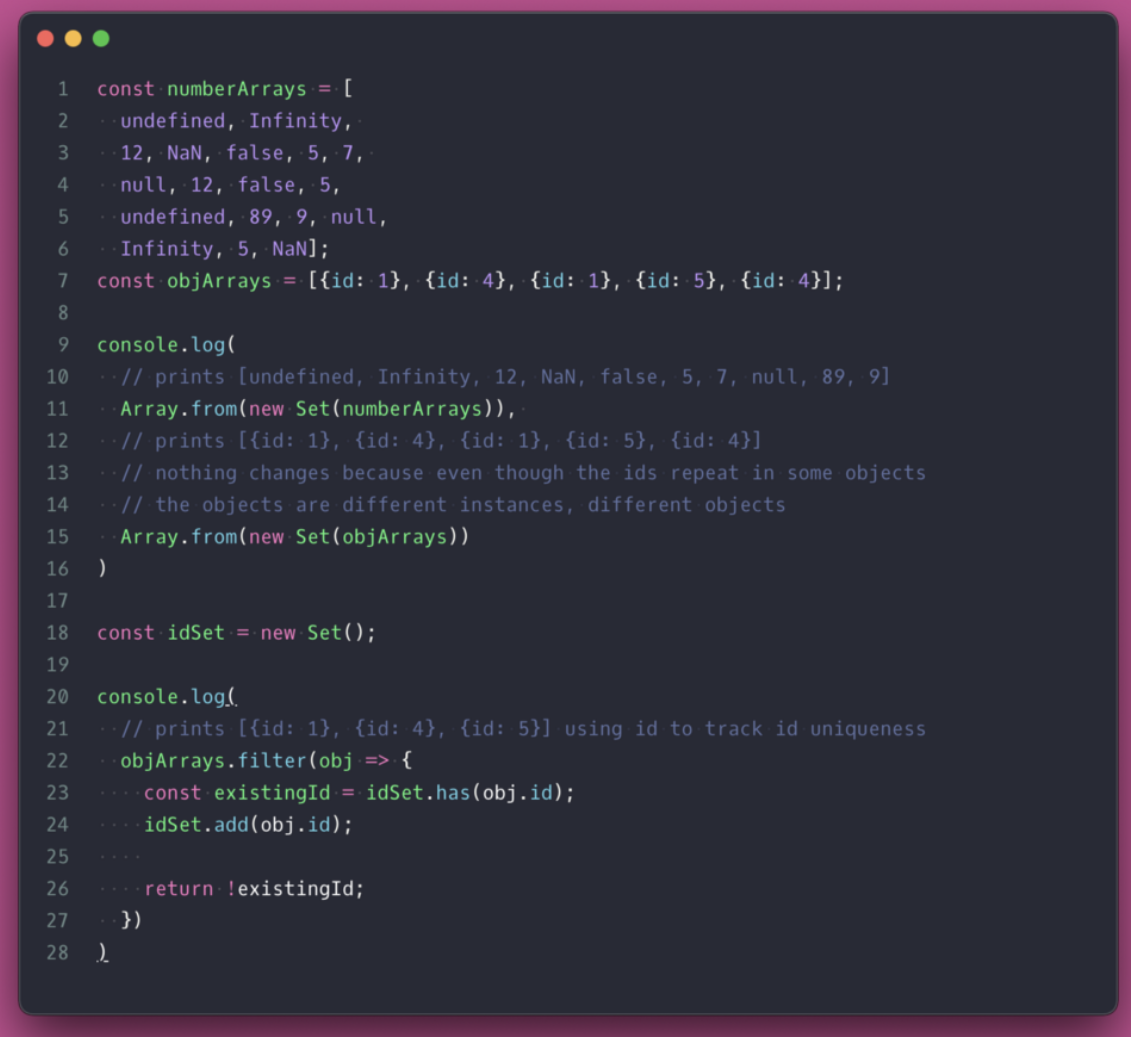 1 const numberArrays = [
2   undefined, Infinity,
3   12, NaN, false, 5, 7,
4   null, 12, false, 5,
5   undefined, 89, 9, null,
6   Infinity, 5, NaN];
7 const objArrays = [{id: 1}, {id: 4}, {id: 1}, {id: 5}, {id: 4}];
8
9 console.log(
10   // prints [undefined, Infinity, 12, NaN, false, 5, 7, null, 89, 9]
11   Array.from(new Set(numberArrays)),
12   // prints [{id: 1}, {id: 4}, {id: 1}, {id: 5}, {id: 4}]
13   // nothing changes because even though the ids repeat in some objects
14   // the objects are different instances, different objects
15   Array.from(new Set(objArrays))
16 )
17
18 const idSet = new Set();
19
20 console.log(
21   // prints [{id: 1}, {id: 4}, {id: 5}] using id to track id uniqueness
22   objArrays.filter(obj => {
23     const existingId = idSet.has(obj.id);
24     idSet.add(obj.id);
25
26     return !existingId;
27   })
28 )